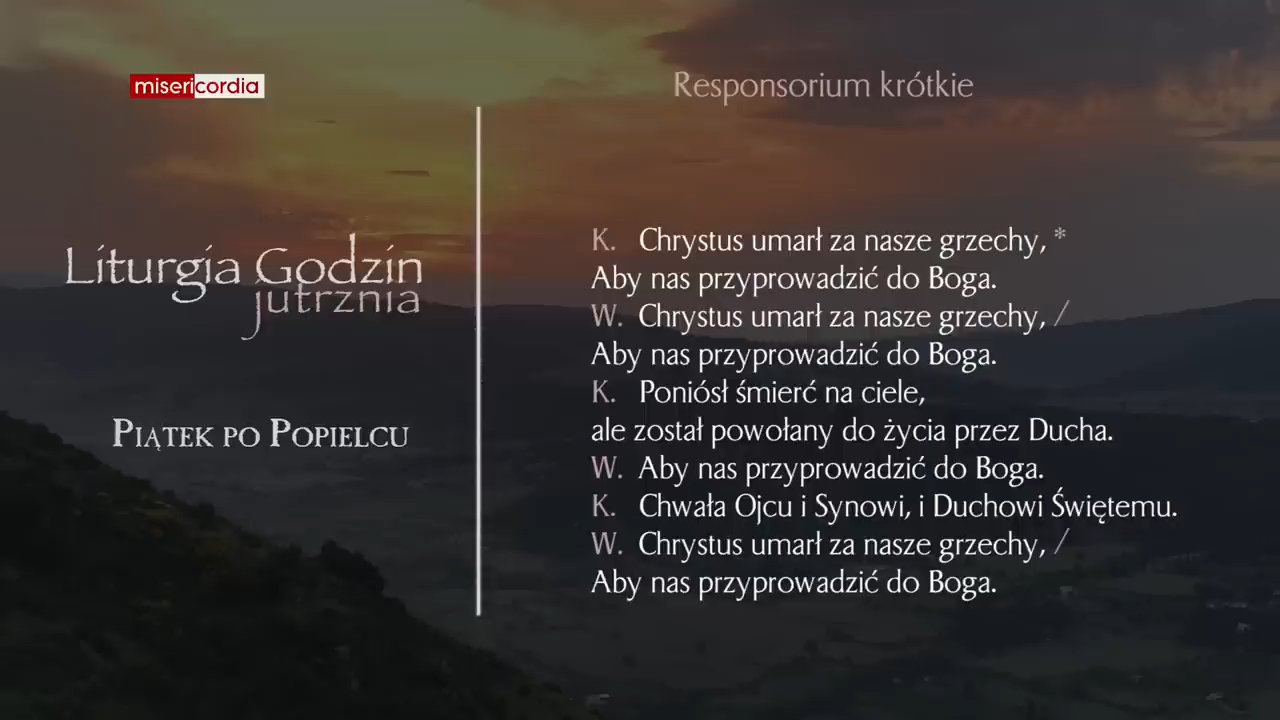 misericordia
Liturgia Godzin
jutrznia
Piątek po Popielcu
Responsorium krótkie
K. Chrystus umarł za nasze grzechy, *
Aby nas przyprowadzić do Boga.
W. Chrystus umarł za nasze grzechy, /
Aby nas przyprowadzić do Boga.
K. Poniósł śmierć na ciele,
ale został powołany do życia przez Ducha.
W. Aby nas przyprowadzić do Boga.
K. Chwała Ojcu i Synowi, i Duchowi Świętemu.
W. Chrystus umarł za nasze grzechy, /
Aby nas przyprowadzić do Boga.